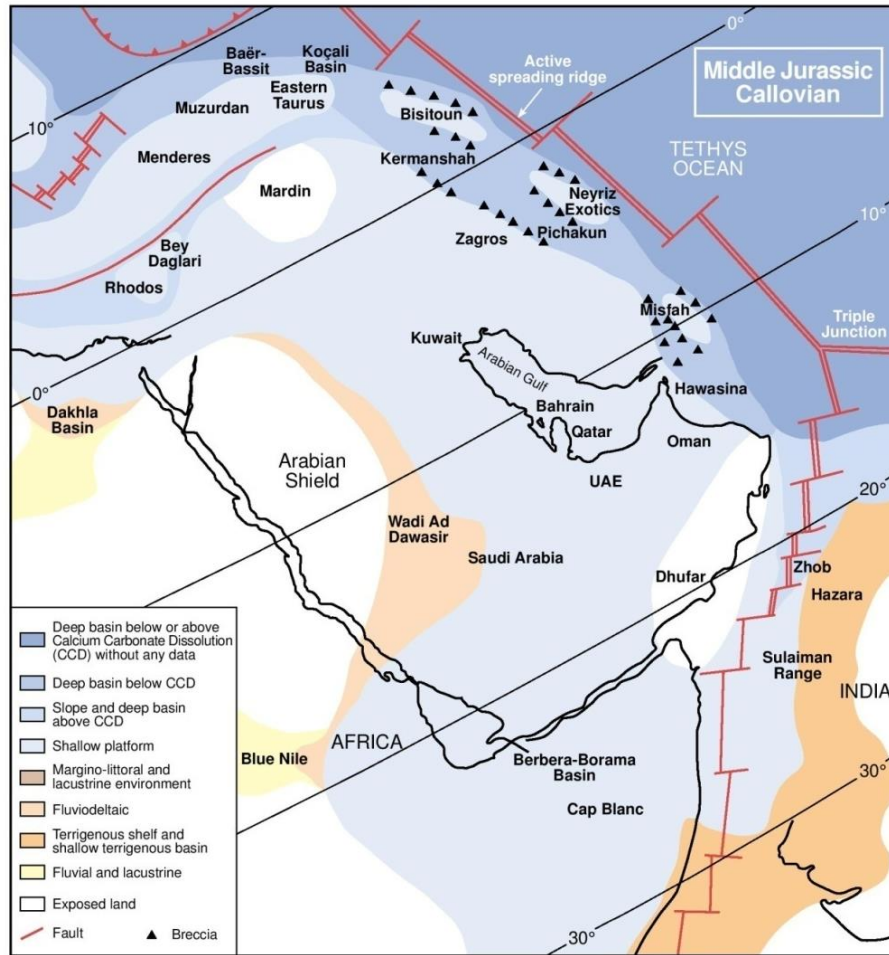 0°
Middle Jurassic
Callovian
Active
spreading ridge
Baër-
Bassit
Koçali
Basin
Eastern
Taurus
Muzurdan
Bisitoun
10°
TETHYS
OCEAN
Menderes
Kermanshah
Mardin
Neyriz
Exotics
10°
Zagros
Pichakun
Bey
Daglari
Rhodos
Misfah
Triple
Junction
Kuwait
Arabian Gulf
0°
Hawasina
Dakhla
Basin
Bahrain
Qatar
Oman
Arabian
Shield
UAE
20°
Wadi Ad
Dawasir
Saudi Arabia
Dhufar
Zhob
Hazara
Sulaiman
Range
INDIA
AFRICA
Blue Nile
Berbera-Borama
Basin
30°
Cap Blanc
30°
Deep basin below or above
Calcium Carbonate Dissolution
(CCD) without any data
Deep basin below CCD
Slope and deep basin
above CCD
Shallow platform
Margino-littoral and
lacustrine environment
Fluviodeltaic
Terrigenous shelf and
shallow terrigenous basin
Fluvial and lacustrine
Exposed land
Fault
Breccia